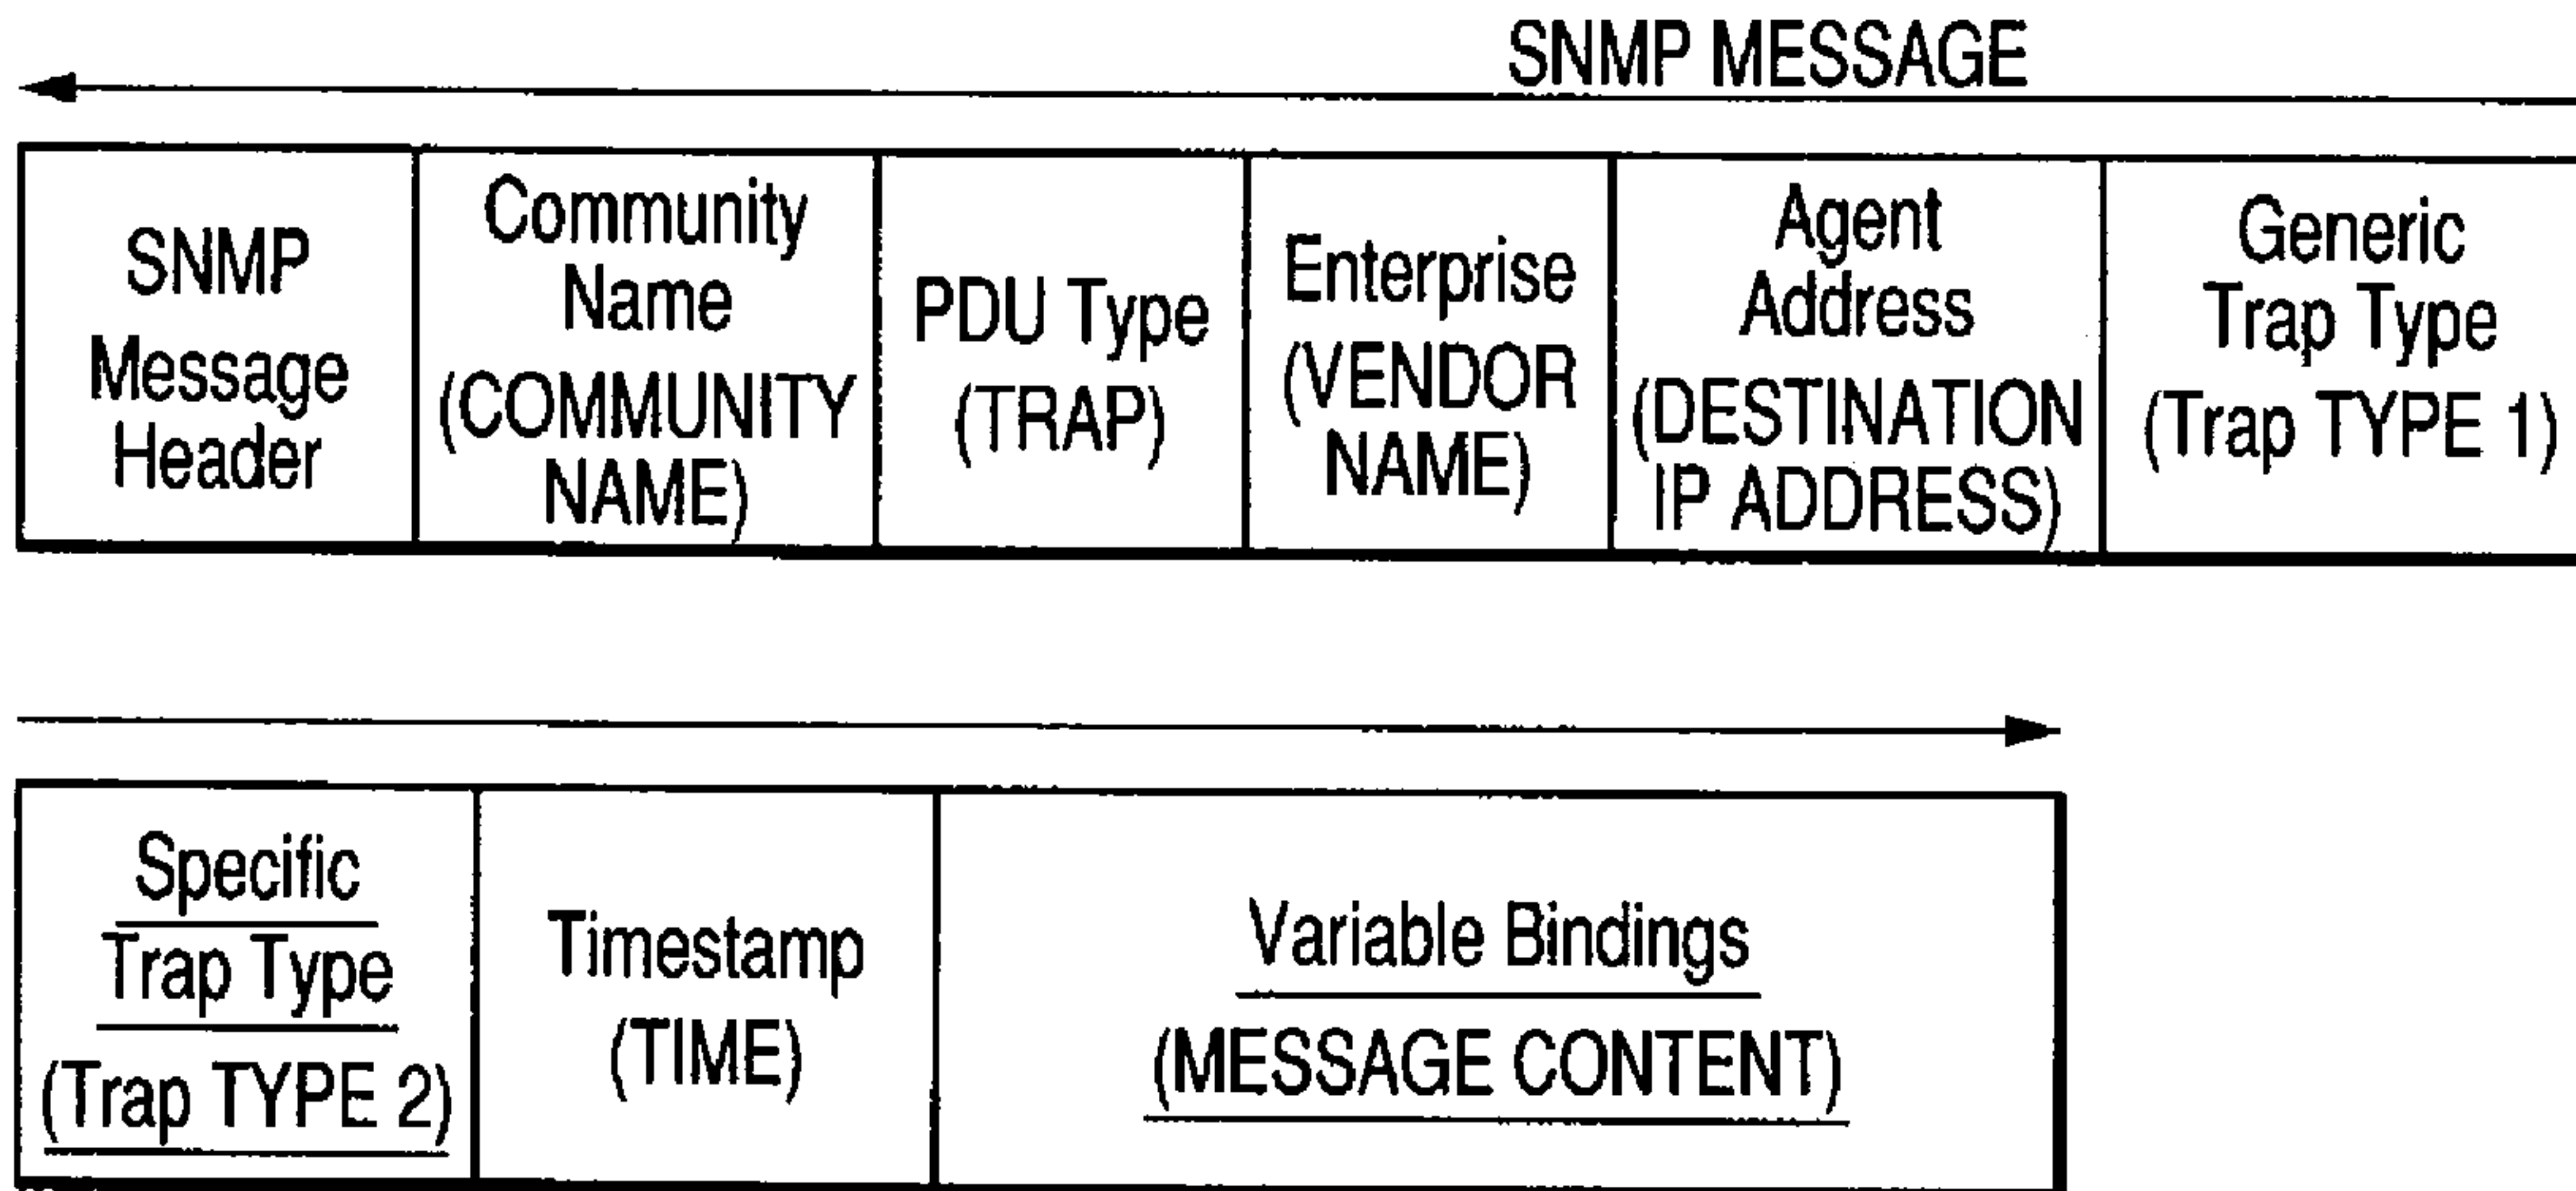 SNMP MESSAGE
SNMP
Message
Header
Community
Name
(COMMUNITY
NAME)
PDU Type
(TRAP)
Enterprise
(VENDOR
NAME)
Agent
Address
(DESTINATION
IP ADDRESS)
Generic
Trap Type
(Trap TYPE 1)
Specific
Trap Type
(Trap TYPE 2)
Timestamp
(TIME)
Variable Bindings
(MESSAGE CONTENT)